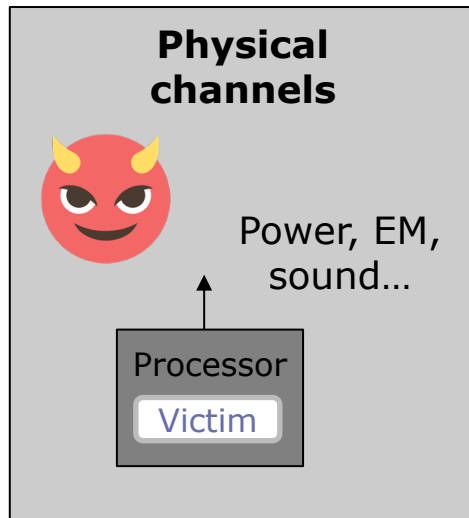 Physical
channels
Power, EM,
sound…
Processor
Victim